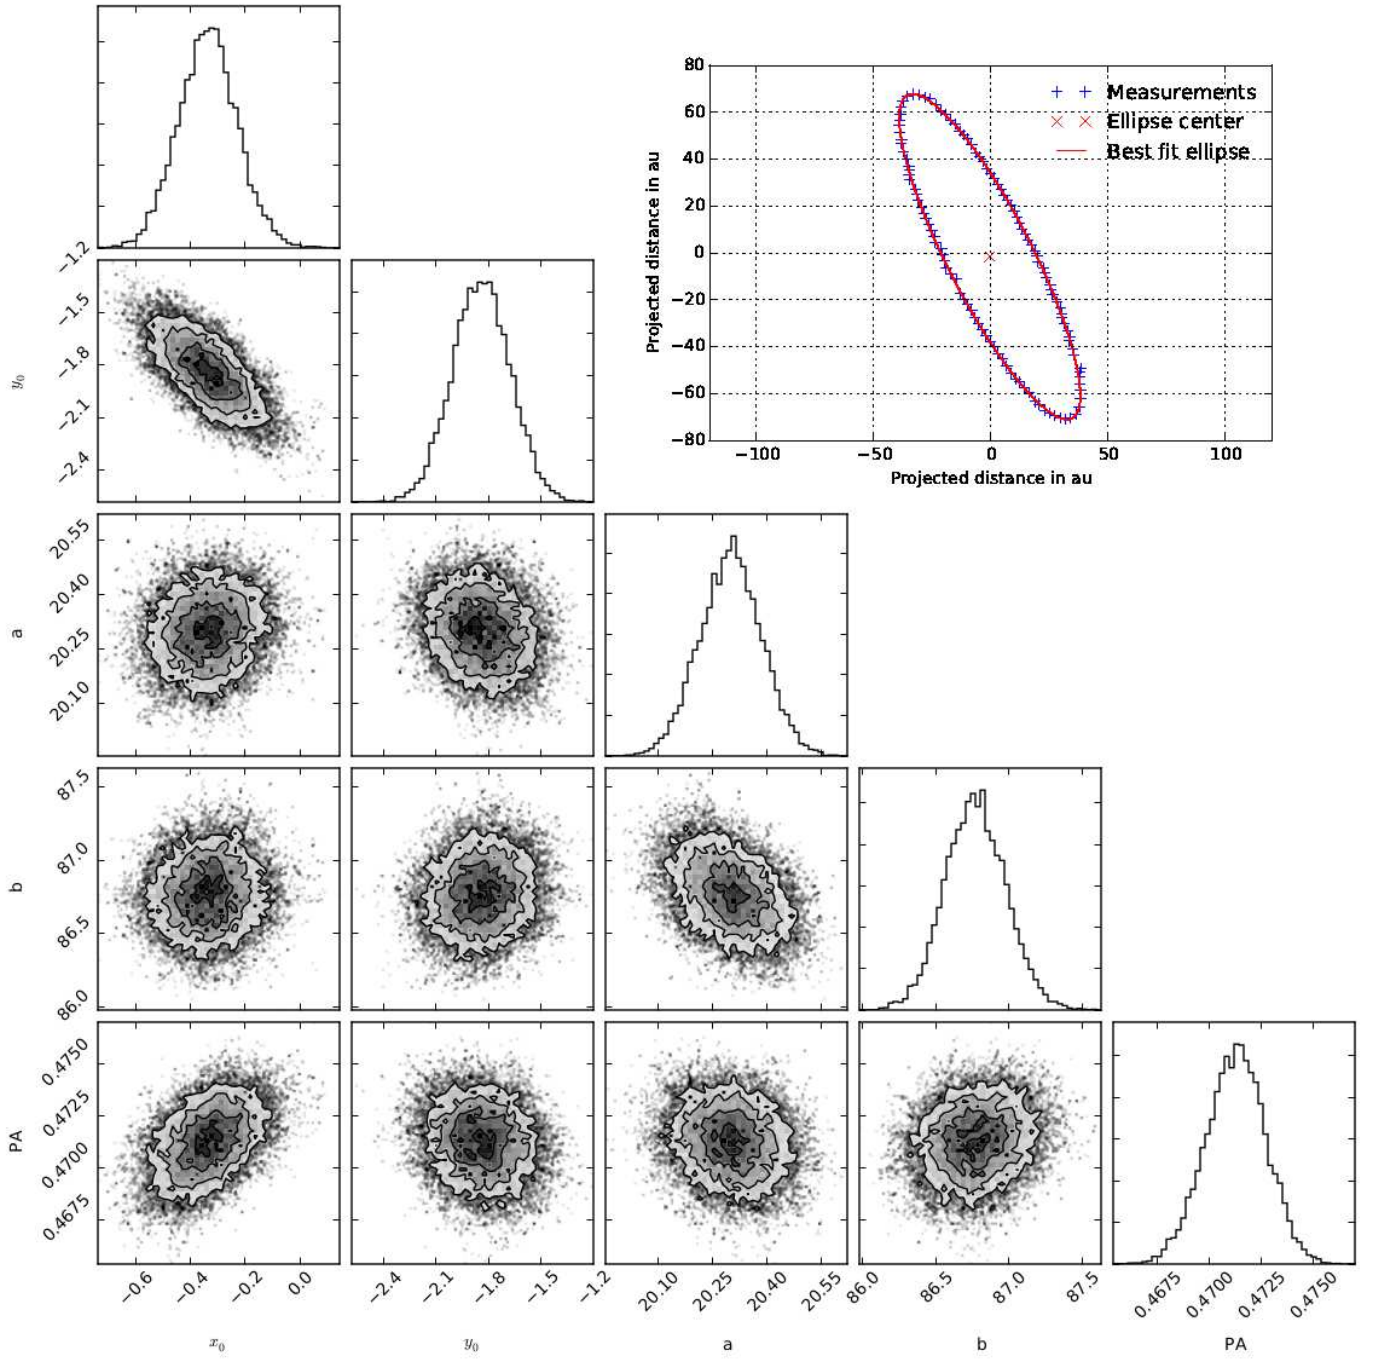 80
60
40
20
0
−20
−40
−60
−80
Projected distance in au
+ + Measurements
× × Ellipse center
Best fit ellipse
−100 −50 0 50 100
Projected distance in au
−1.2
−1.5
−1.8
−2.1
−2.4
y₀
20.55
20.40
20.25
20.10
a
87.5
87.0
86.5
86.0
b
0.4750
0.4725
0.4700
0.4675
PA
−0.6 −0.4 −0.2 0.0
x₀
−2.4 −2.1 −1.8 −1.5 −1.2
y₀
20.10 20.25 20.40 20.55
a
86.0 86.5 87.0 87.5
b
0.4675 0.4700 0.4725 0.4750
PA